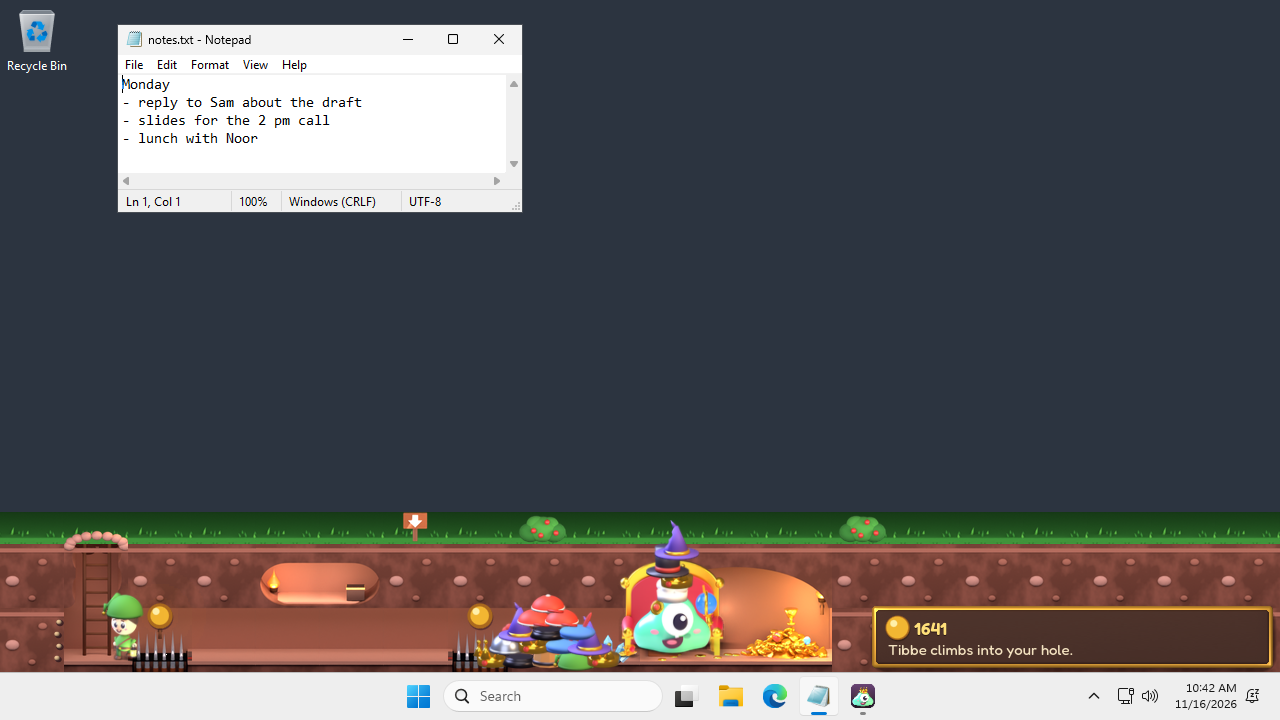 Recycle Bin
notes.txt - Notepad
File Edit Format View Help
Monday
- reply to Sam about the draft
- slides for the 2 pm call
- lunch with Noor
Ln 1, Col 1 100% Windows (CRLF) UTF-8
1641
Tibbe climbs into your hole.
Search
10:42 AM
11/16/2026